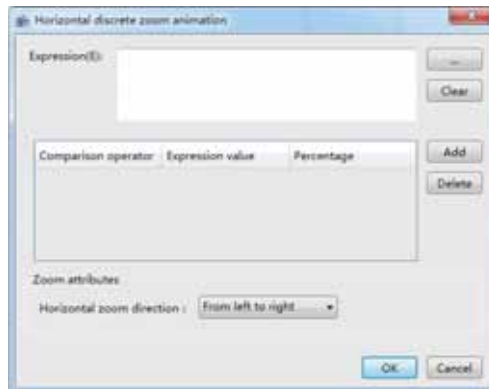 Horizontal discrete zoom animation
Expression(E):
...
Clear
Comparison operator Expression value Percentage
Add
Delete
Zoom attributes
Horizontal zoom direction :
From left to right
OK Cancel